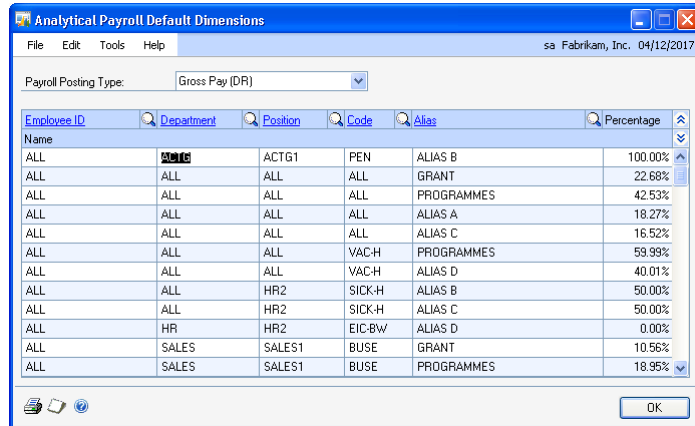 Analytical Payroll Default Dimensions
File Edit Tools Help sa Fabrikam, Inc. 04/12/2017
Payroll Posting Type: Gross Pay (DR)
Employee ID Department Position Code Alias Percentage
Name
ALL ACTG ACTG1 PEN ALIAS B 100.00%
ALL ALL ALL ALL GRANT 22.68%
ALL ALL ALL ALL PROGRAMMES 42.53%
ALL ALL ALL ALL ALIAS A 18.27%
ALL ALL ALL ALL ALIAS C 16.52%
ALL ALL ALL VAC-H PROGRAMMES 59.99%
ALL ALL ALL VAC-H ALIAS D 40.01%
ALL ALL HR2 SICK-H ALIAS B 50.00%
ALL ALL HR2 SICK-H ALIAS C 50.00%
ALL HR HR2 EIC-BW ALIAS D 0.00%
ALL SALES SALES1 BUSE GRANT 10.56%
ALL SALES SALES1 BUSE PROGRAMMES 18.95%
OK